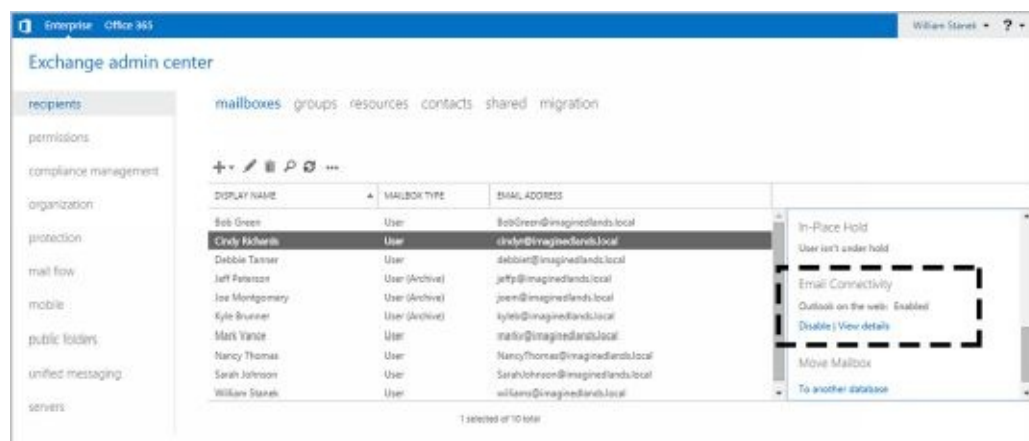 Enterprise Office 365 William Stanek ?
Exchange admin center
recipients
permissions
compliance management
organization
protection
mail flow
mobile
public folders
unified messaging
servers
mailboxes groups resources contacts shared migration
DISPLAY NAME MAILBOX TYPE EMAIL ADDRESS
Bob Green User BobGreen@imaginedlands.local
Cindy Richards User cindyr@imaginedlands.local
Debbie Tanner User debbiet@imaginedlands.local
Jeff Peterson User (Archive) jeffp@imaginedlands.local
Joe Montgomery User (Archive) joem@imaginedlands.local
Kyle Brunner User (Archive) kyleb@imaginedlands.local
Mark Vance User markv@imaginedlands.local
Nancy Thomas User NancyThomas@imaginedlands.local
Sarah Johnson User SarahJohnson@imaginedlands.local
William Stanek User williams@imaginedlands.local
1 selected of 10 total
In-Place Hold
User isn't under hold
Email Connectivity
Outlook on the web: Enabled
Disable | View details
Move Mailbox
To another database